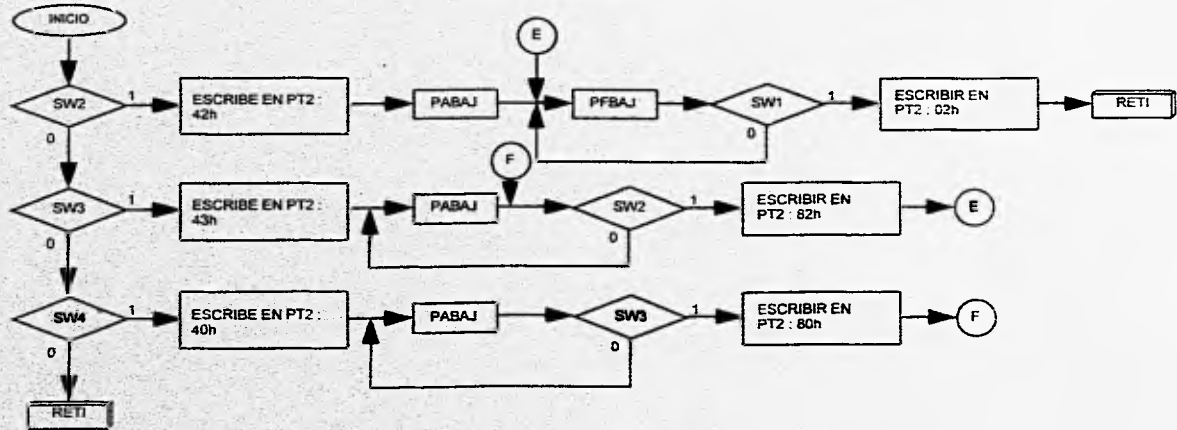 INICIO
E
SW2
1
0
ESCRIBE EN PT2 :
42h
PABAJ
PFBAJ
SW1
1
0
ESCRIBIR EN
PT2 : 02h
RETI
F
SW3
1
0
ESCRIBE EN PT2 :
43h
PABAJ
SW2
1
0
ESCRIBIR EN
PT2 : 82h
E
SW4
1
0
ESCRIBE EN PT2 :
40h
PABAJ
SW3
1
0
ESCRIBIR EN
PT2 : 80h
F
RETI